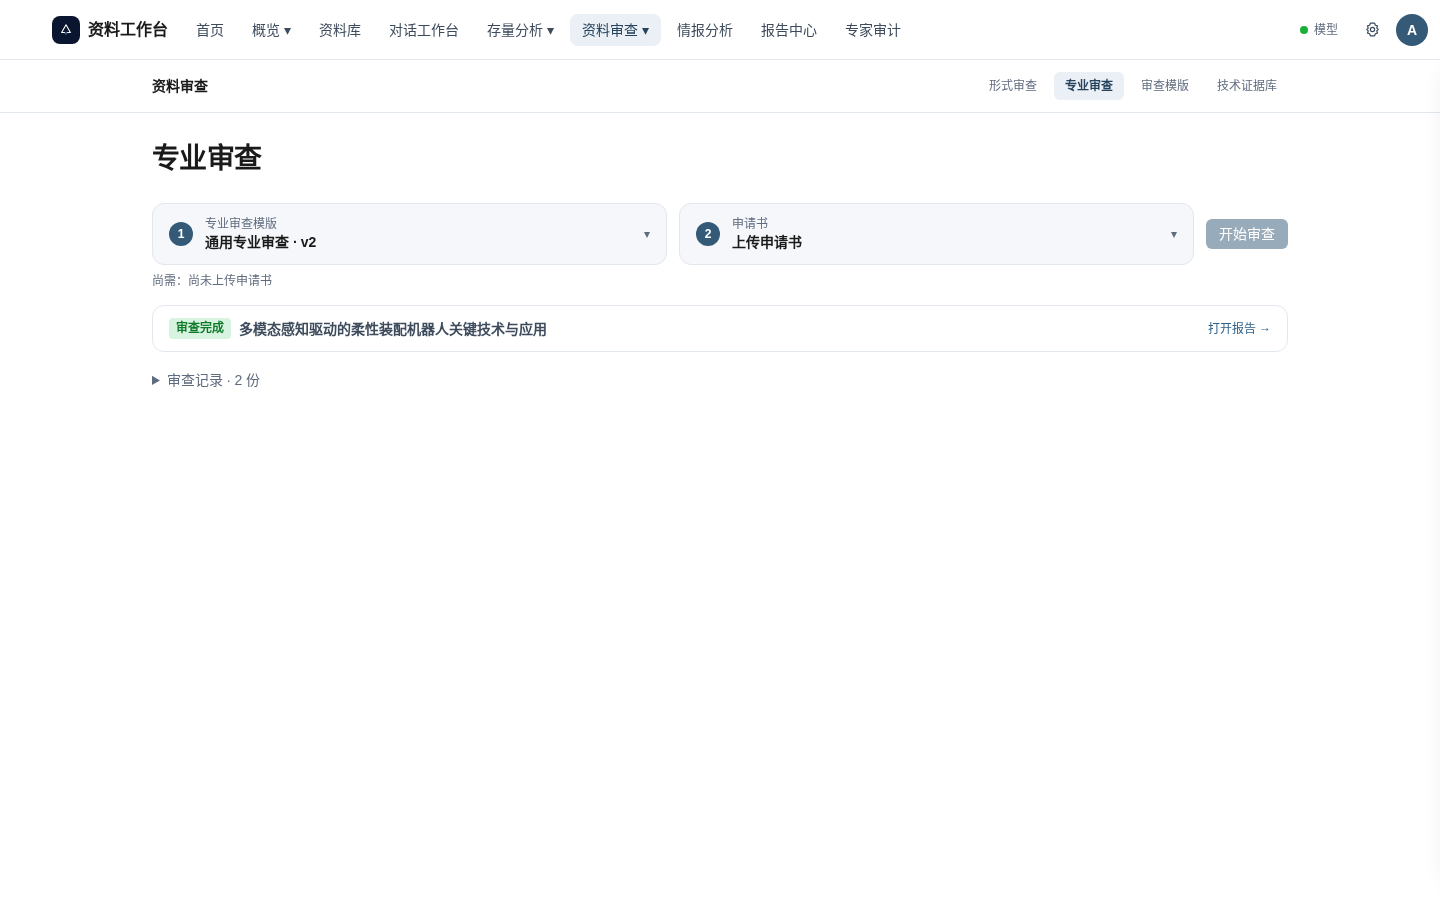 资料工作台 首页 概览 ▾ 资料库 对话工作台 存量分析 ▾ 资料审查 ▾ 情报分析 报告中心 专家审计 模型 A
资料审查 形式审查 专业审查 审查模版 技术证据库
专业审查
1 专业审查模版 ▾
通用专业审查 · v2
2 申请书 ▾
上传申请书
开始审查
尚需：尚未上传申请书
审查完成 多模态感知驱动的柔性装配机器人关键技术与应用 打开报告 →
▶ 审查记录 · 2 份